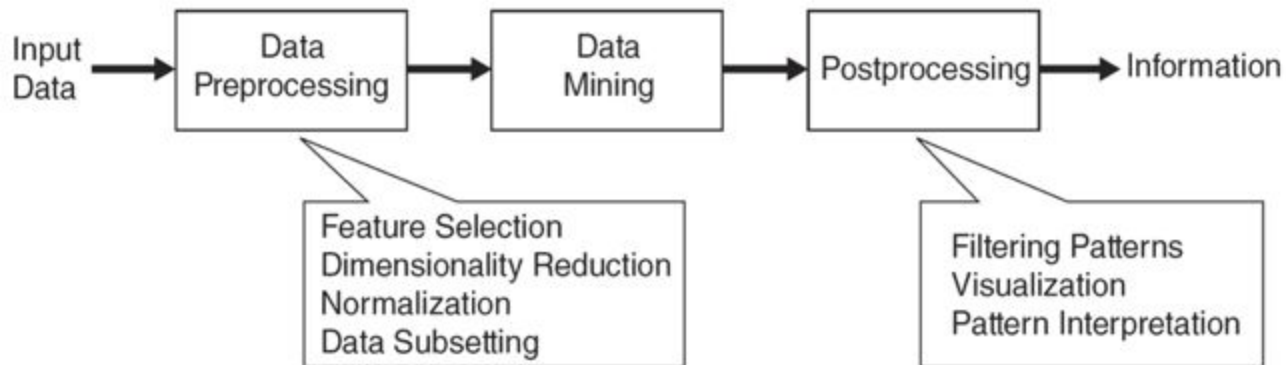 Input
Data
Data
Preprocessing
Data
Mining
Postprocessing
Information
Feature Selection
Dimensionality Reduction
Normalization
Data Subsetting
Filtering Patterns
Visualization
Pattern Interpretation